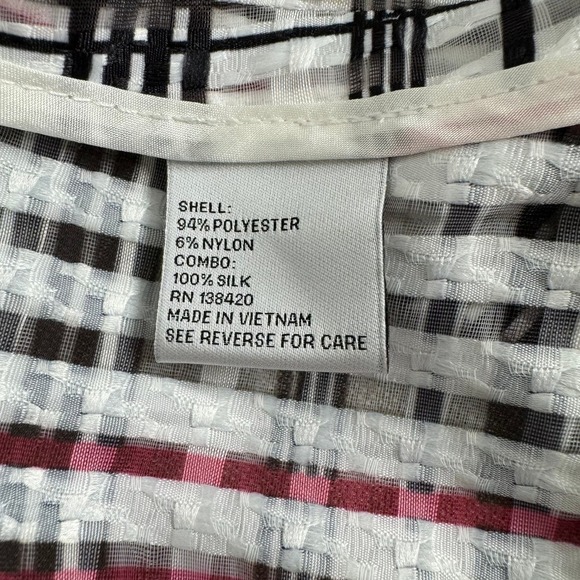 SHELL:
94% POLYESTER
6% NYLON
COMBO:
100% SILK
RN 138420
MADE IN VIETNAM
SEE REVERSE FOR CARE